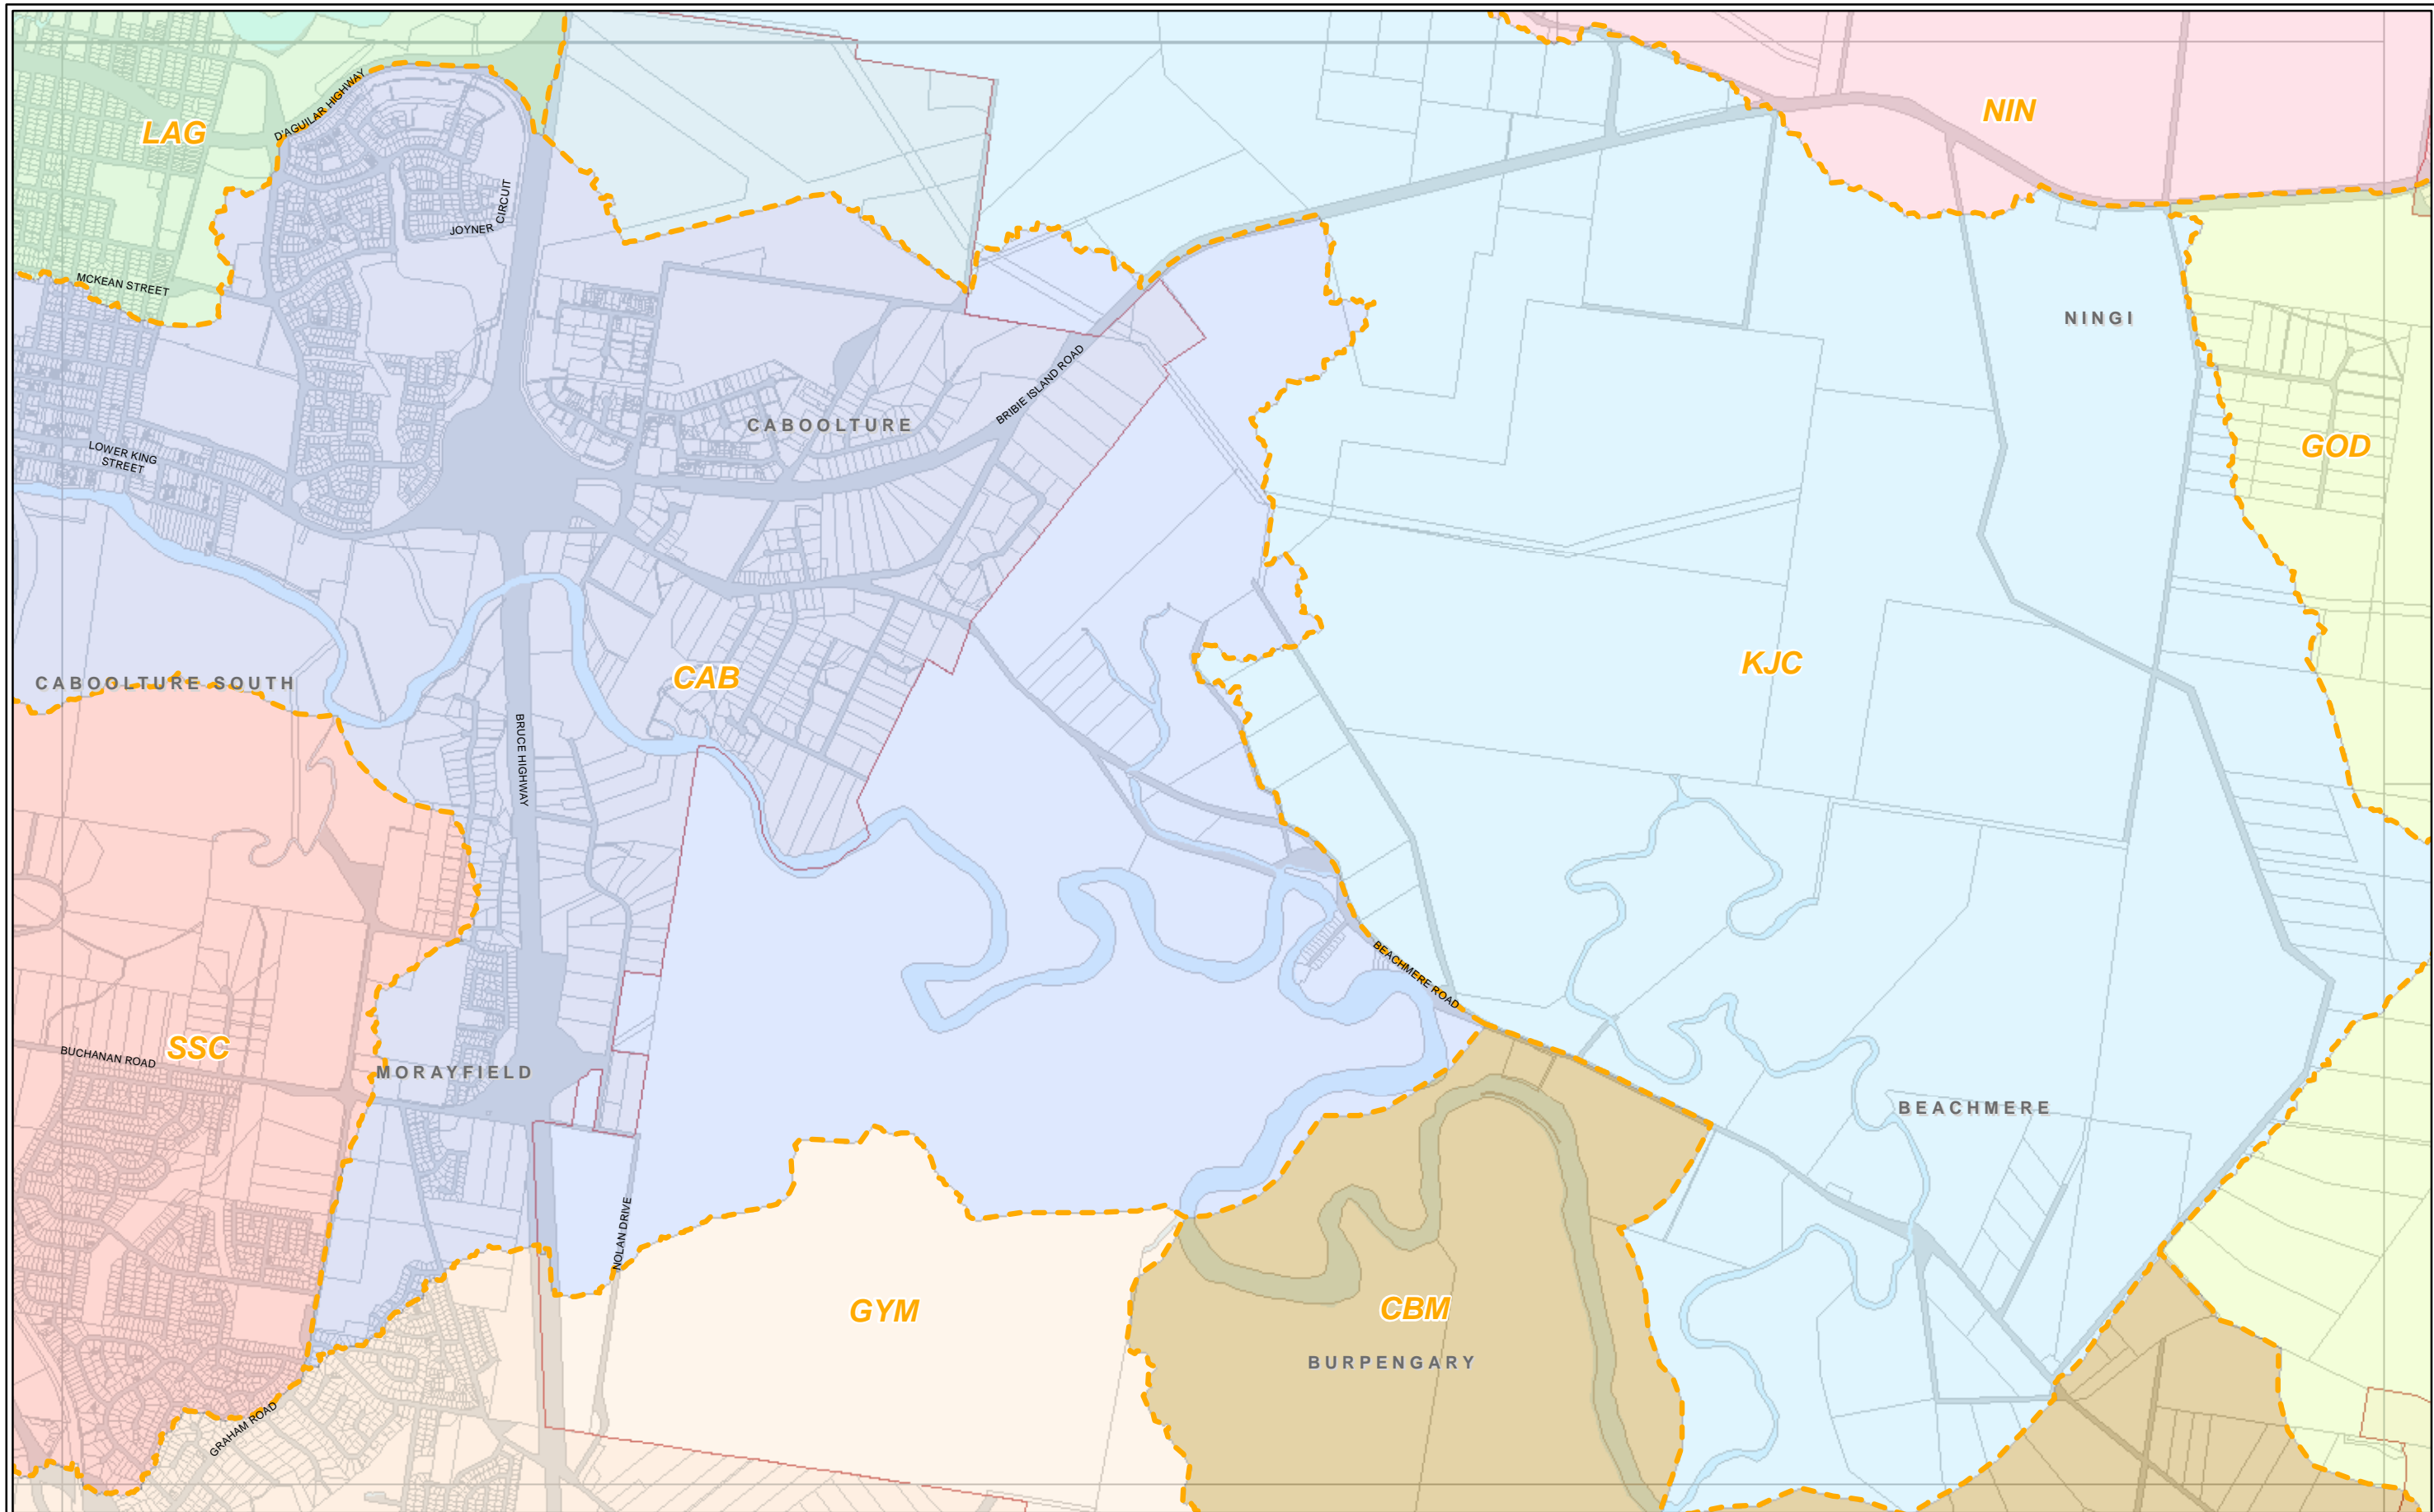 NIN
LAG
D'AGUILAR HIGHWAY
JOYNER
CIRCUIT
MCKEAN STREET
NINGI
CABOOLTURE
BRIBIE ISLAND ROAD
GOD
LOWER KING
STREET
KJC
CAB
CABOOLTURE SOUTH
BRUCE HIGHWAY
BEACHMERE ROAD
SSC
BUCHANAN ROAD
MORAYFIELD
BEACHMERE
NOLAN DRIVE
GYM
CBM
BURPENGARY
GRAHAM ROAD